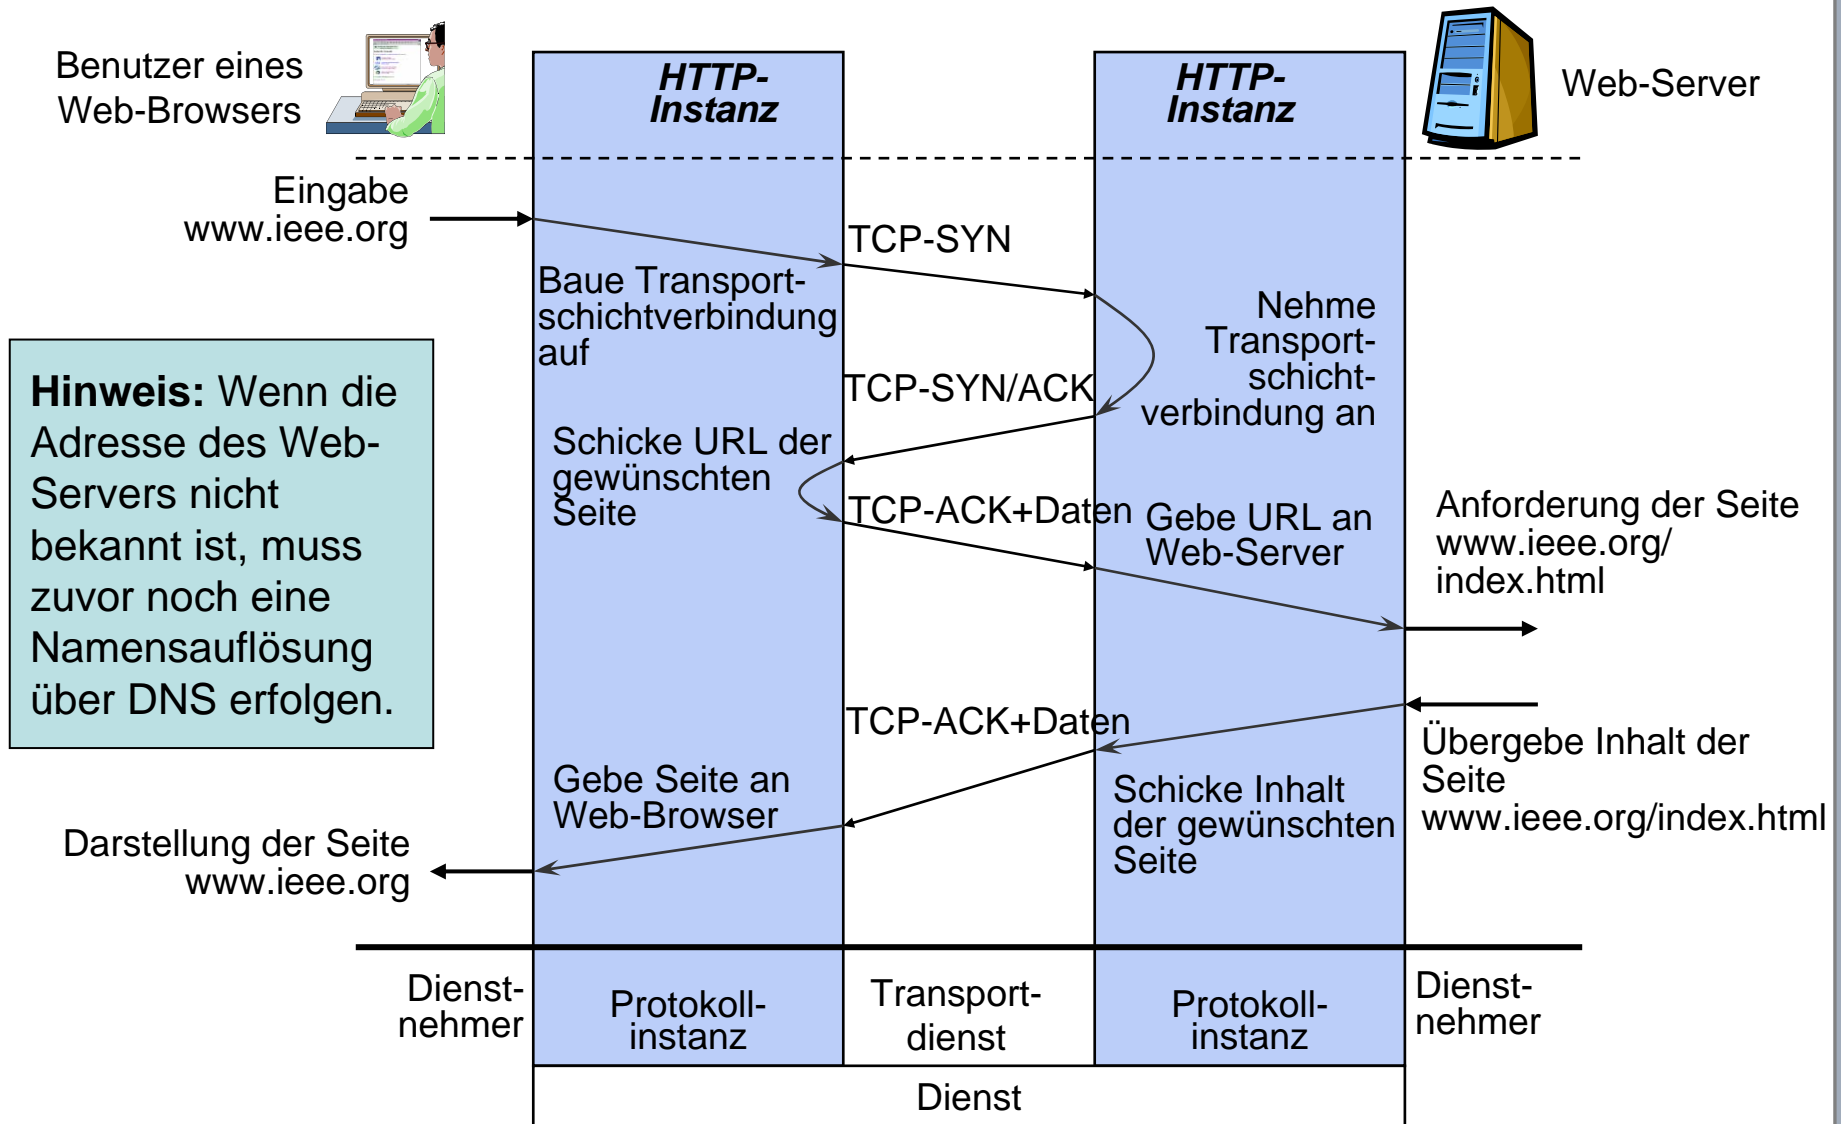 Benutzer eines
Web-Browsers
HTTP-
Instanz
HTTP-
Instanz
Web-Server
Eingabe
www.ieee.org
TCP-SYN
Baue Transport-
schichtverbindung
auf
Nehme
Transport-
schicht-
verbindung an
Hinweis: Wenn die
Adresse des Web-
Servers nicht
bekannt ist, muss
zuvor noch eine
Namensauflösung
über DNS erfolgen.
TCP-SYN/ACK
Schicke URL der
gewünschten
Seite
TCP-ACK+Daten
Gebe URL an
Web-Server
Anforderung der Seite
www.ieee.org/
index.html
TCP-ACK+Daten
Übergebe Inhalt der
Seite
www.ieee.org/index.html
Gebe Seite an
Web-Browser
Schicke Inhalt
der gewünschten
Seite
Darstellung der Seite
www.ieee.org
Dienst-
nehmer
Protokoll-
instanz
Transport-
dienst
Protokoll-
instanz
Dienst-
nehmer
Dienst